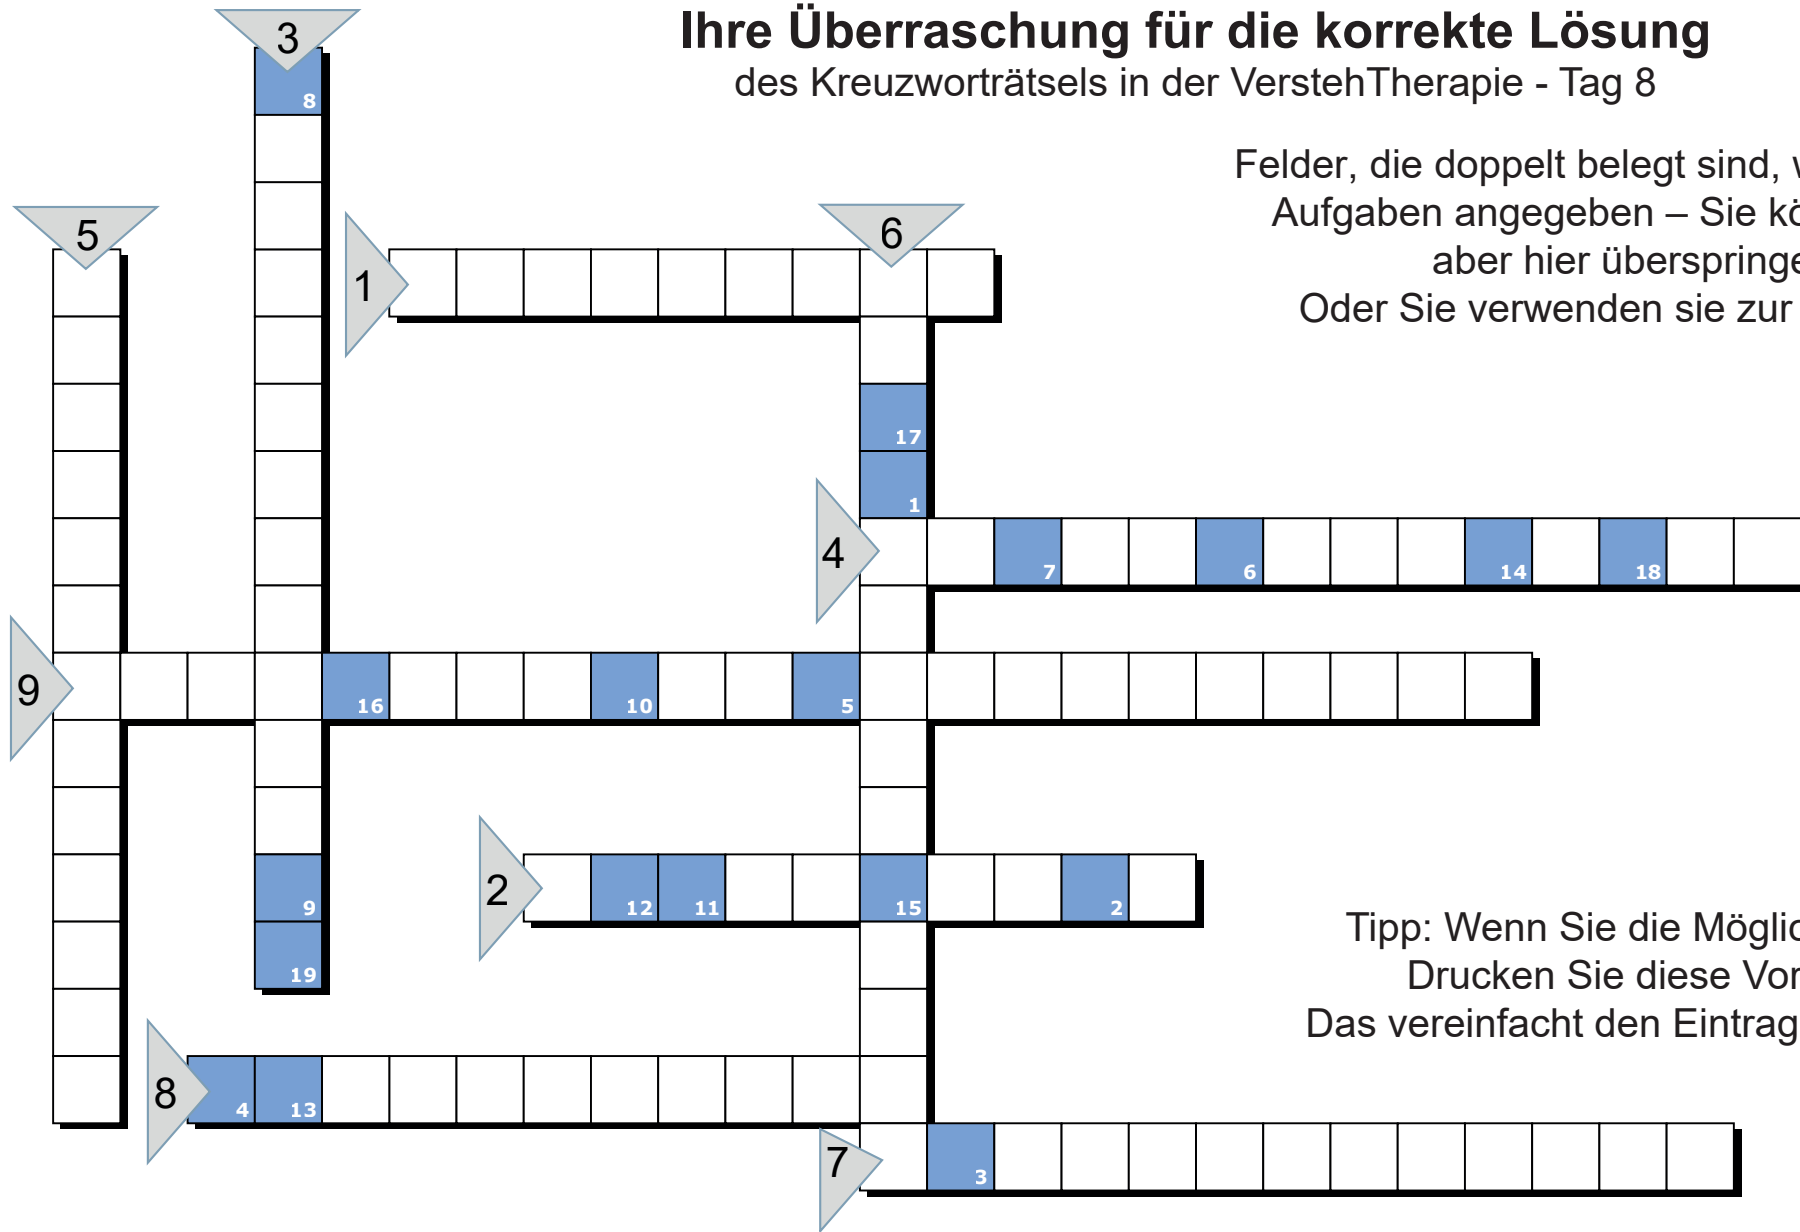 Ihre Überraschung für die korrekte Lösung
des Kreuzworträtsels in der VerstehTherapie - Tag 8
3
8
Felder, die doppelt belegt sind,
Aufgaben angegeben – Sie
aber hier
Oder Sie verwenden sie zur
5
6
1
17
1
4
7 6 14 18
9
16 10 5
2
12 11 15 2
9
19
Tipp: Wenn Sie die
Drucken Sie diese
Das vereinfacht den
8
4 13
7
3